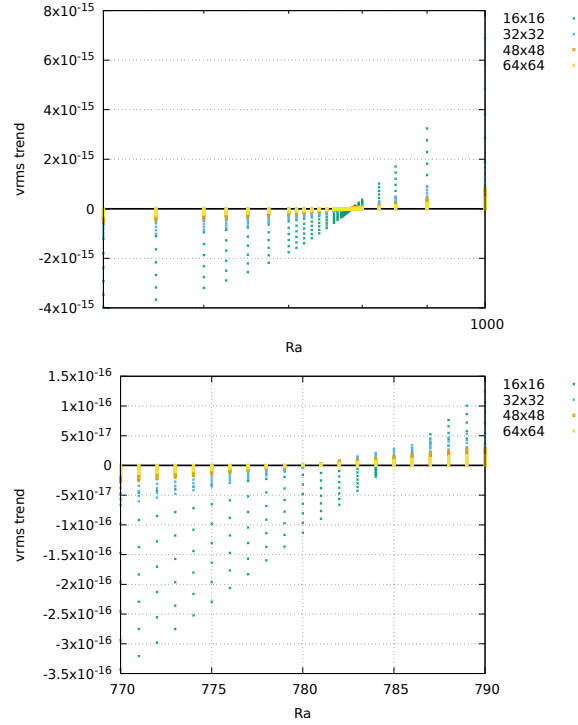 8x10⁻¹⁵
6x10⁻¹⁵
4x10⁻¹⁵
2x10⁻¹⁵
0
-2x10⁻¹⁵
-4x10⁻¹⁵
vrms trend
1000
Ra
16x16
32x32
48x48
64x64
1.5x10⁻¹⁶
1x10⁻¹⁶
5x10⁻¹⁷
0
-5x10⁻¹⁷
-1x10⁻¹⁶
-1.5x10⁻¹⁶
-2x10⁻¹⁶
-2.5x10⁻¹⁶
-3x10⁻¹⁶
-3.5x10⁻¹⁶
vrms trend
770 775 780 785 790
Ra
16x16
32x32
48x48
64x64